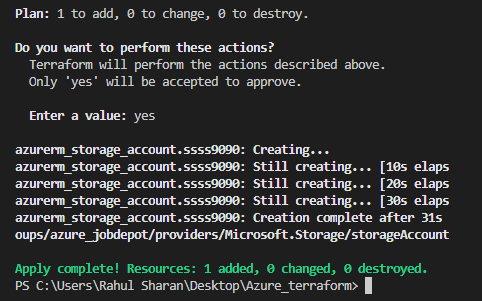 Plan: 1 to add, 0 to change, 0 to destroy.
Do you want to perform these actions?
Terraform will perform the actions described above.
Only 'yes' will be accepted to approve.
Enter a value: yes
azurerm_storage_account.ssss9090: Creating...
azurerm_storage_account.ssss9090: Still creating... [10s elaps
azurerm_storage_account.ssss9090: Still creating... [20s elaps
azurerm_storage_account.ssss9090: Still creating... [30s elaps
azurerm_storage_account.ssss9090: Creation complete after 31s
oups/azure_jobdepot/providers/Microsoft.Storage/storageAccount
Apply complete! Resources: 1 added, 0 changed, 0 destroyed.
PS C:\Users\Rahul Sharan\Desktop\Azure_terraform>